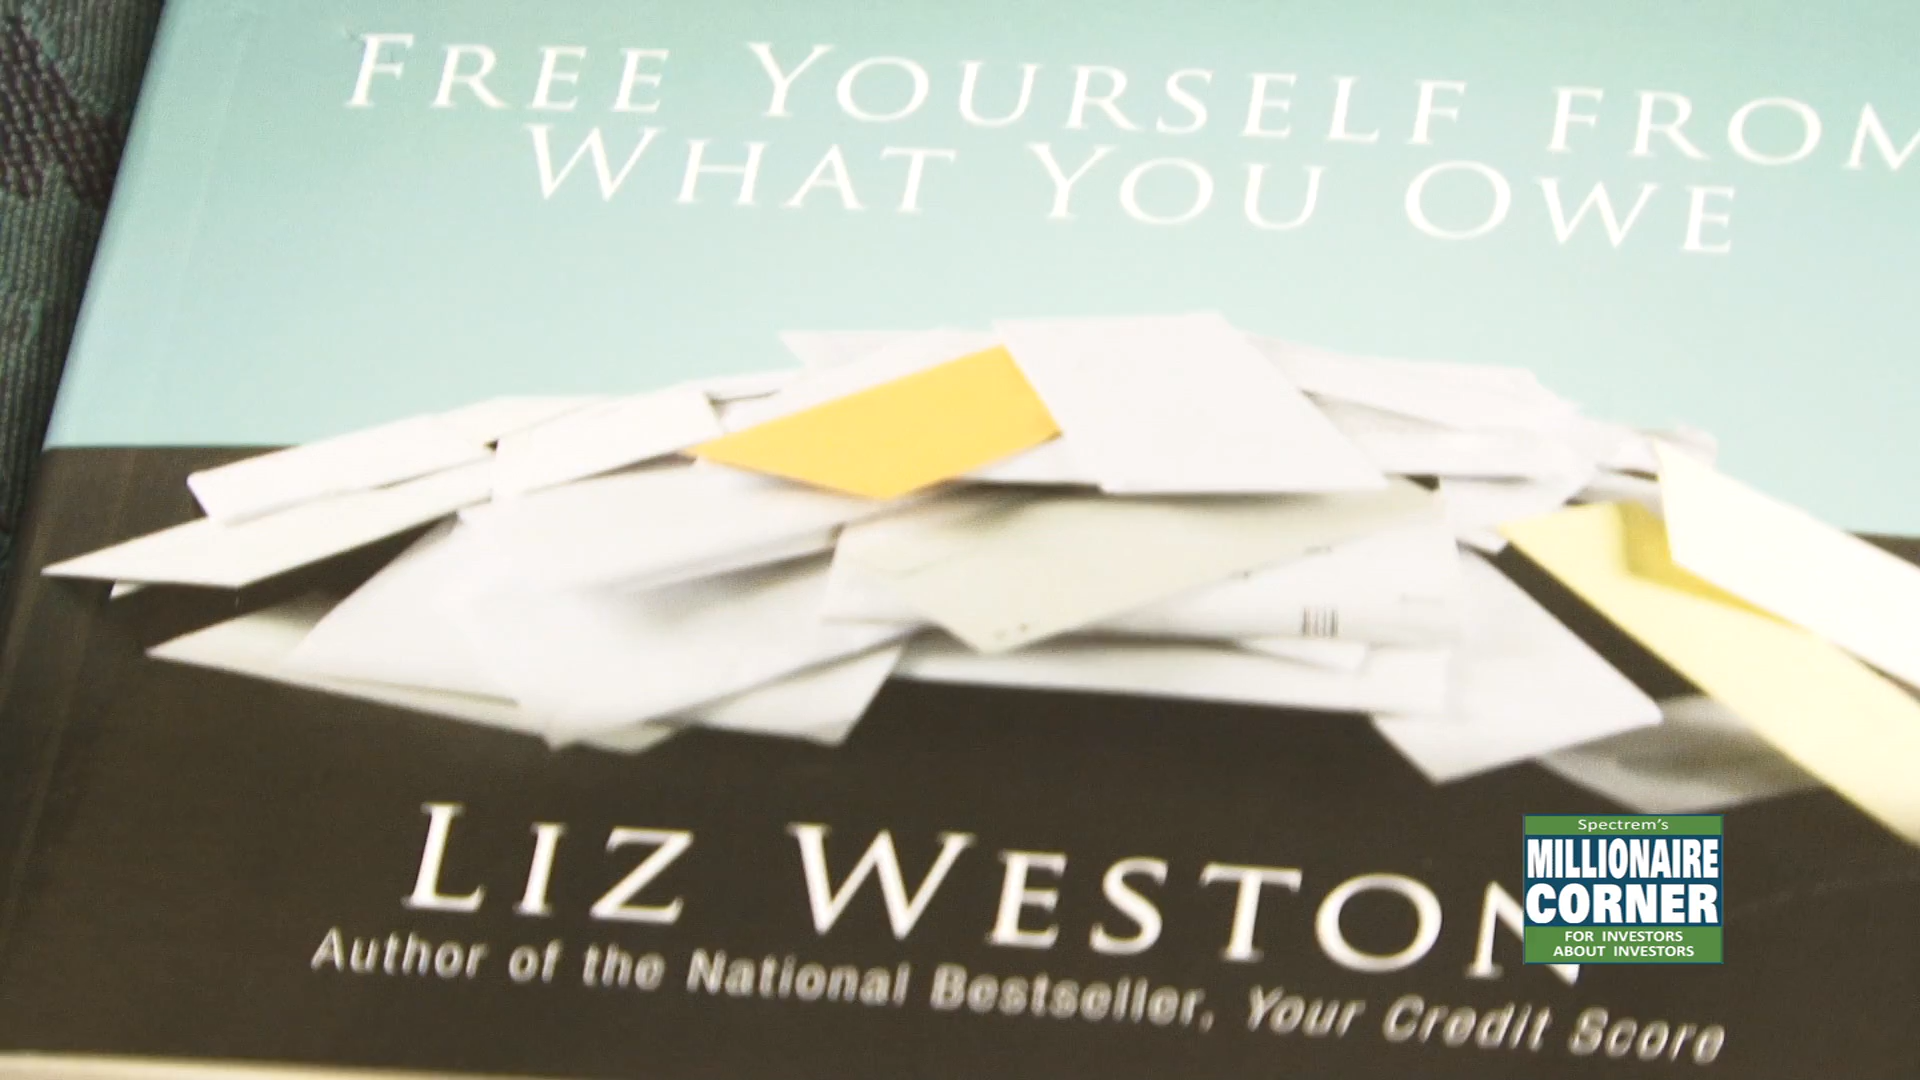 FREE YOURSELF FROM
WHAT YOU OWE
LIZ WESTON
Author of the National Bestseller, Your Credit Score
Spectrem's
MILLIONAIRE
CORNER
FOR INVESTORS
ABOUT INVESTORS